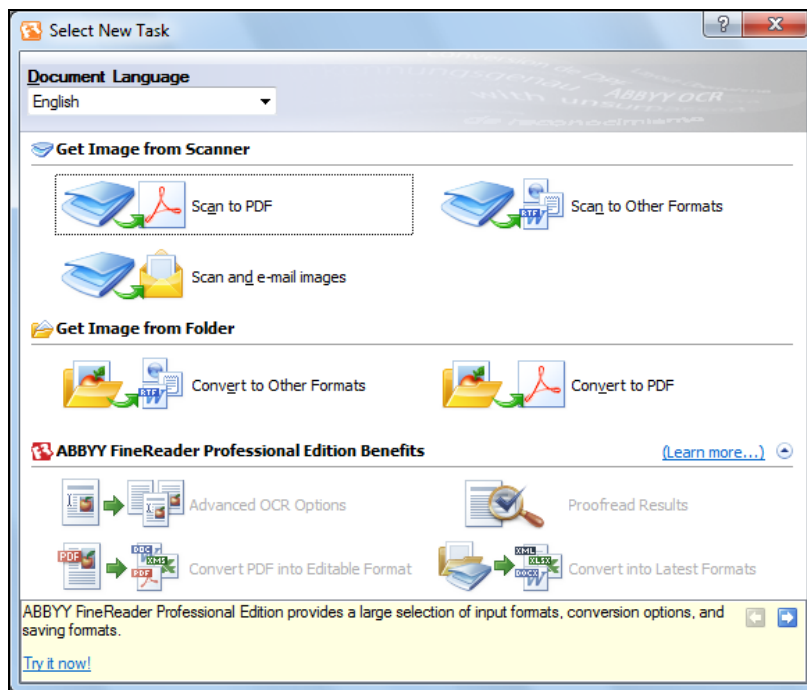 Select New Task
Document Language
English
ABBYY OCR
Get Image from Scanner
Scan to PDF
Scan to Other Formats
Scan and e-mail images
Get Image from Folder
Convert to Other Formats
Convert to PDF
ABBYY FineReader Professional Edition Benefits (Learn more...)
Advanced OCR Options
Proofread Results
Convert PDF into Editable Format
Convert into Latest Formats
ABBYY FineReader Professional Edition provides a large selection of input formats, conversion options, and
saving formats.
Try it now!